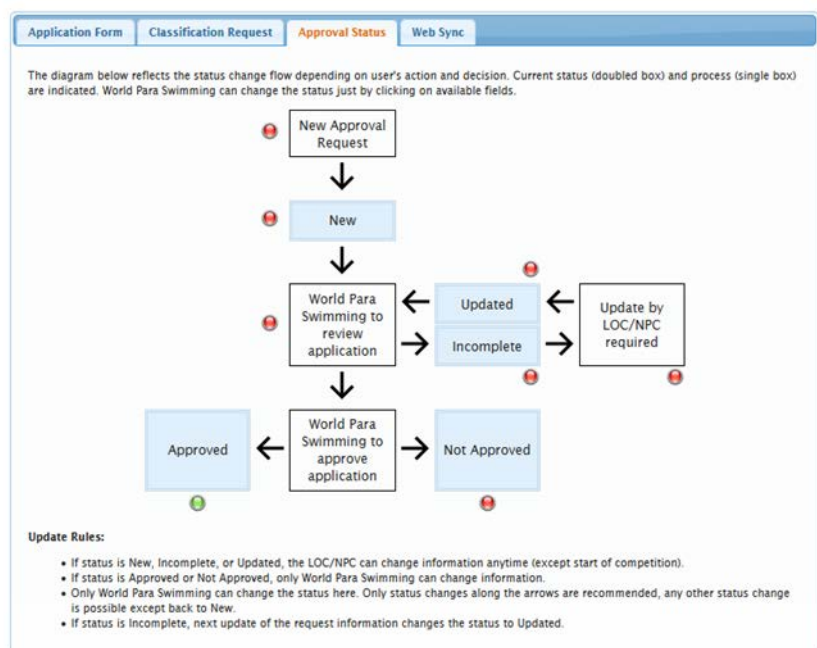 Application Form
Classification Request
Approval Status
Web Sync
The diagram below reflects the status change flow depending on user's action and decision. Current status (doubled box) and process (single box)
are indicated. World Para Swimming can change the status just by clicking on available fields.
New Approval
Request
New
World Para
Swimming to
review
application
Updated
Incomplete
Update by
LOC/NPC
required
Approved
World Para
Swimming to
approve
application
Not Approved
Update Rules:
• If status is New, Incomplete, or Updated, the LOC/NPC can change information anytime (except start of competition).
• If status is Approved or Not Approved, only World Para Swimming can change information.
• Only World Para Swimming can change the status here. Only status changes along the arrows are recommended, any other status change
is possible except back to New.
• If status is Incomplete, next update of the request information changes the status to Updated.